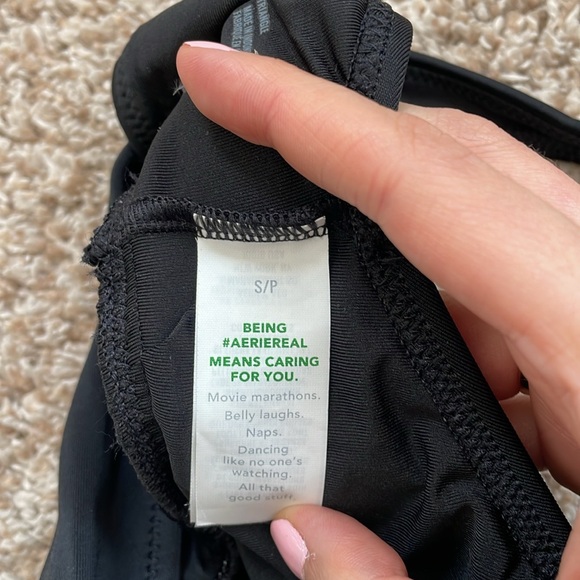 S/P
BEING
#AERIEREAL
MEANS CARING
FOR YOU.
Movie marathons.
Belly laughs.
Naps.
Dancing
like no one's
watching.
All that
good stuff.